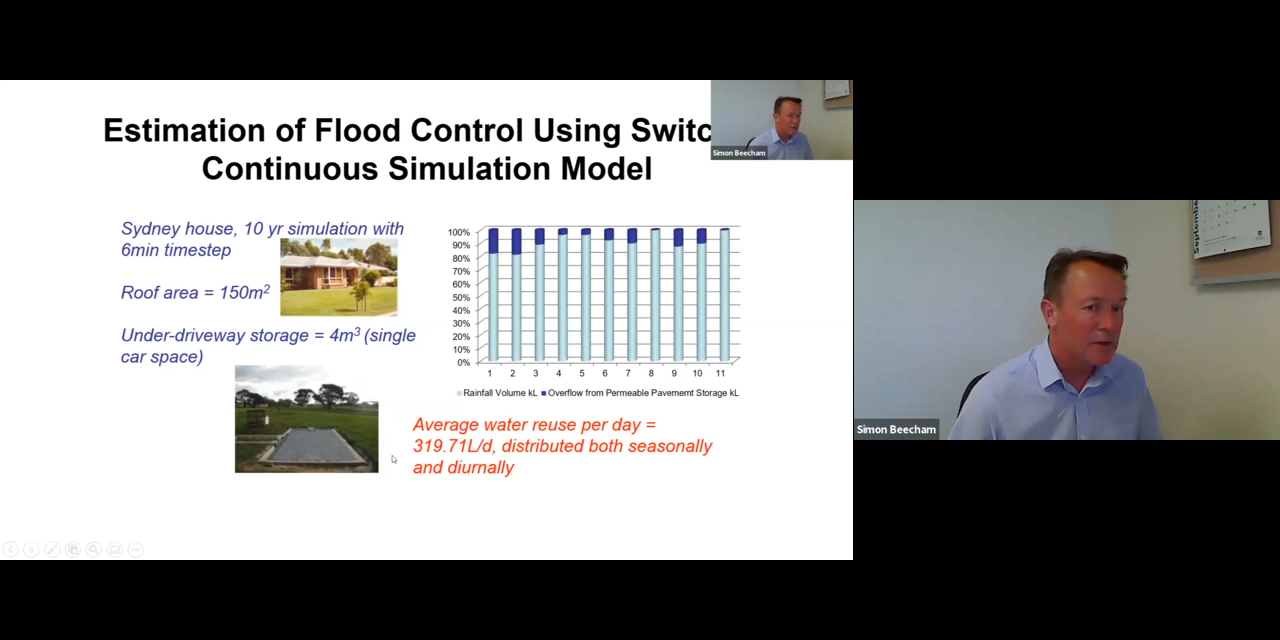 Estimation of Flood Control Using Switc
Continuous Simulation Model
Simon Beecham
Sydney house, 10 yr simulation with
6min timestep
Roof area = 150m²
Under-driveway storage = 4m³ (single
car space)
100%
90%
80%
70%
60%
50%
40%
30%
20%
10%
0%
1 2 3 4 5 6 7 8 9 10 11
Rainfall Volume kL Overflow from Permeable Pavememt Storage kL
Average water reuse per day =
319.71L/d, distributed both seasonally
and diurnally
September
Simon Beecham